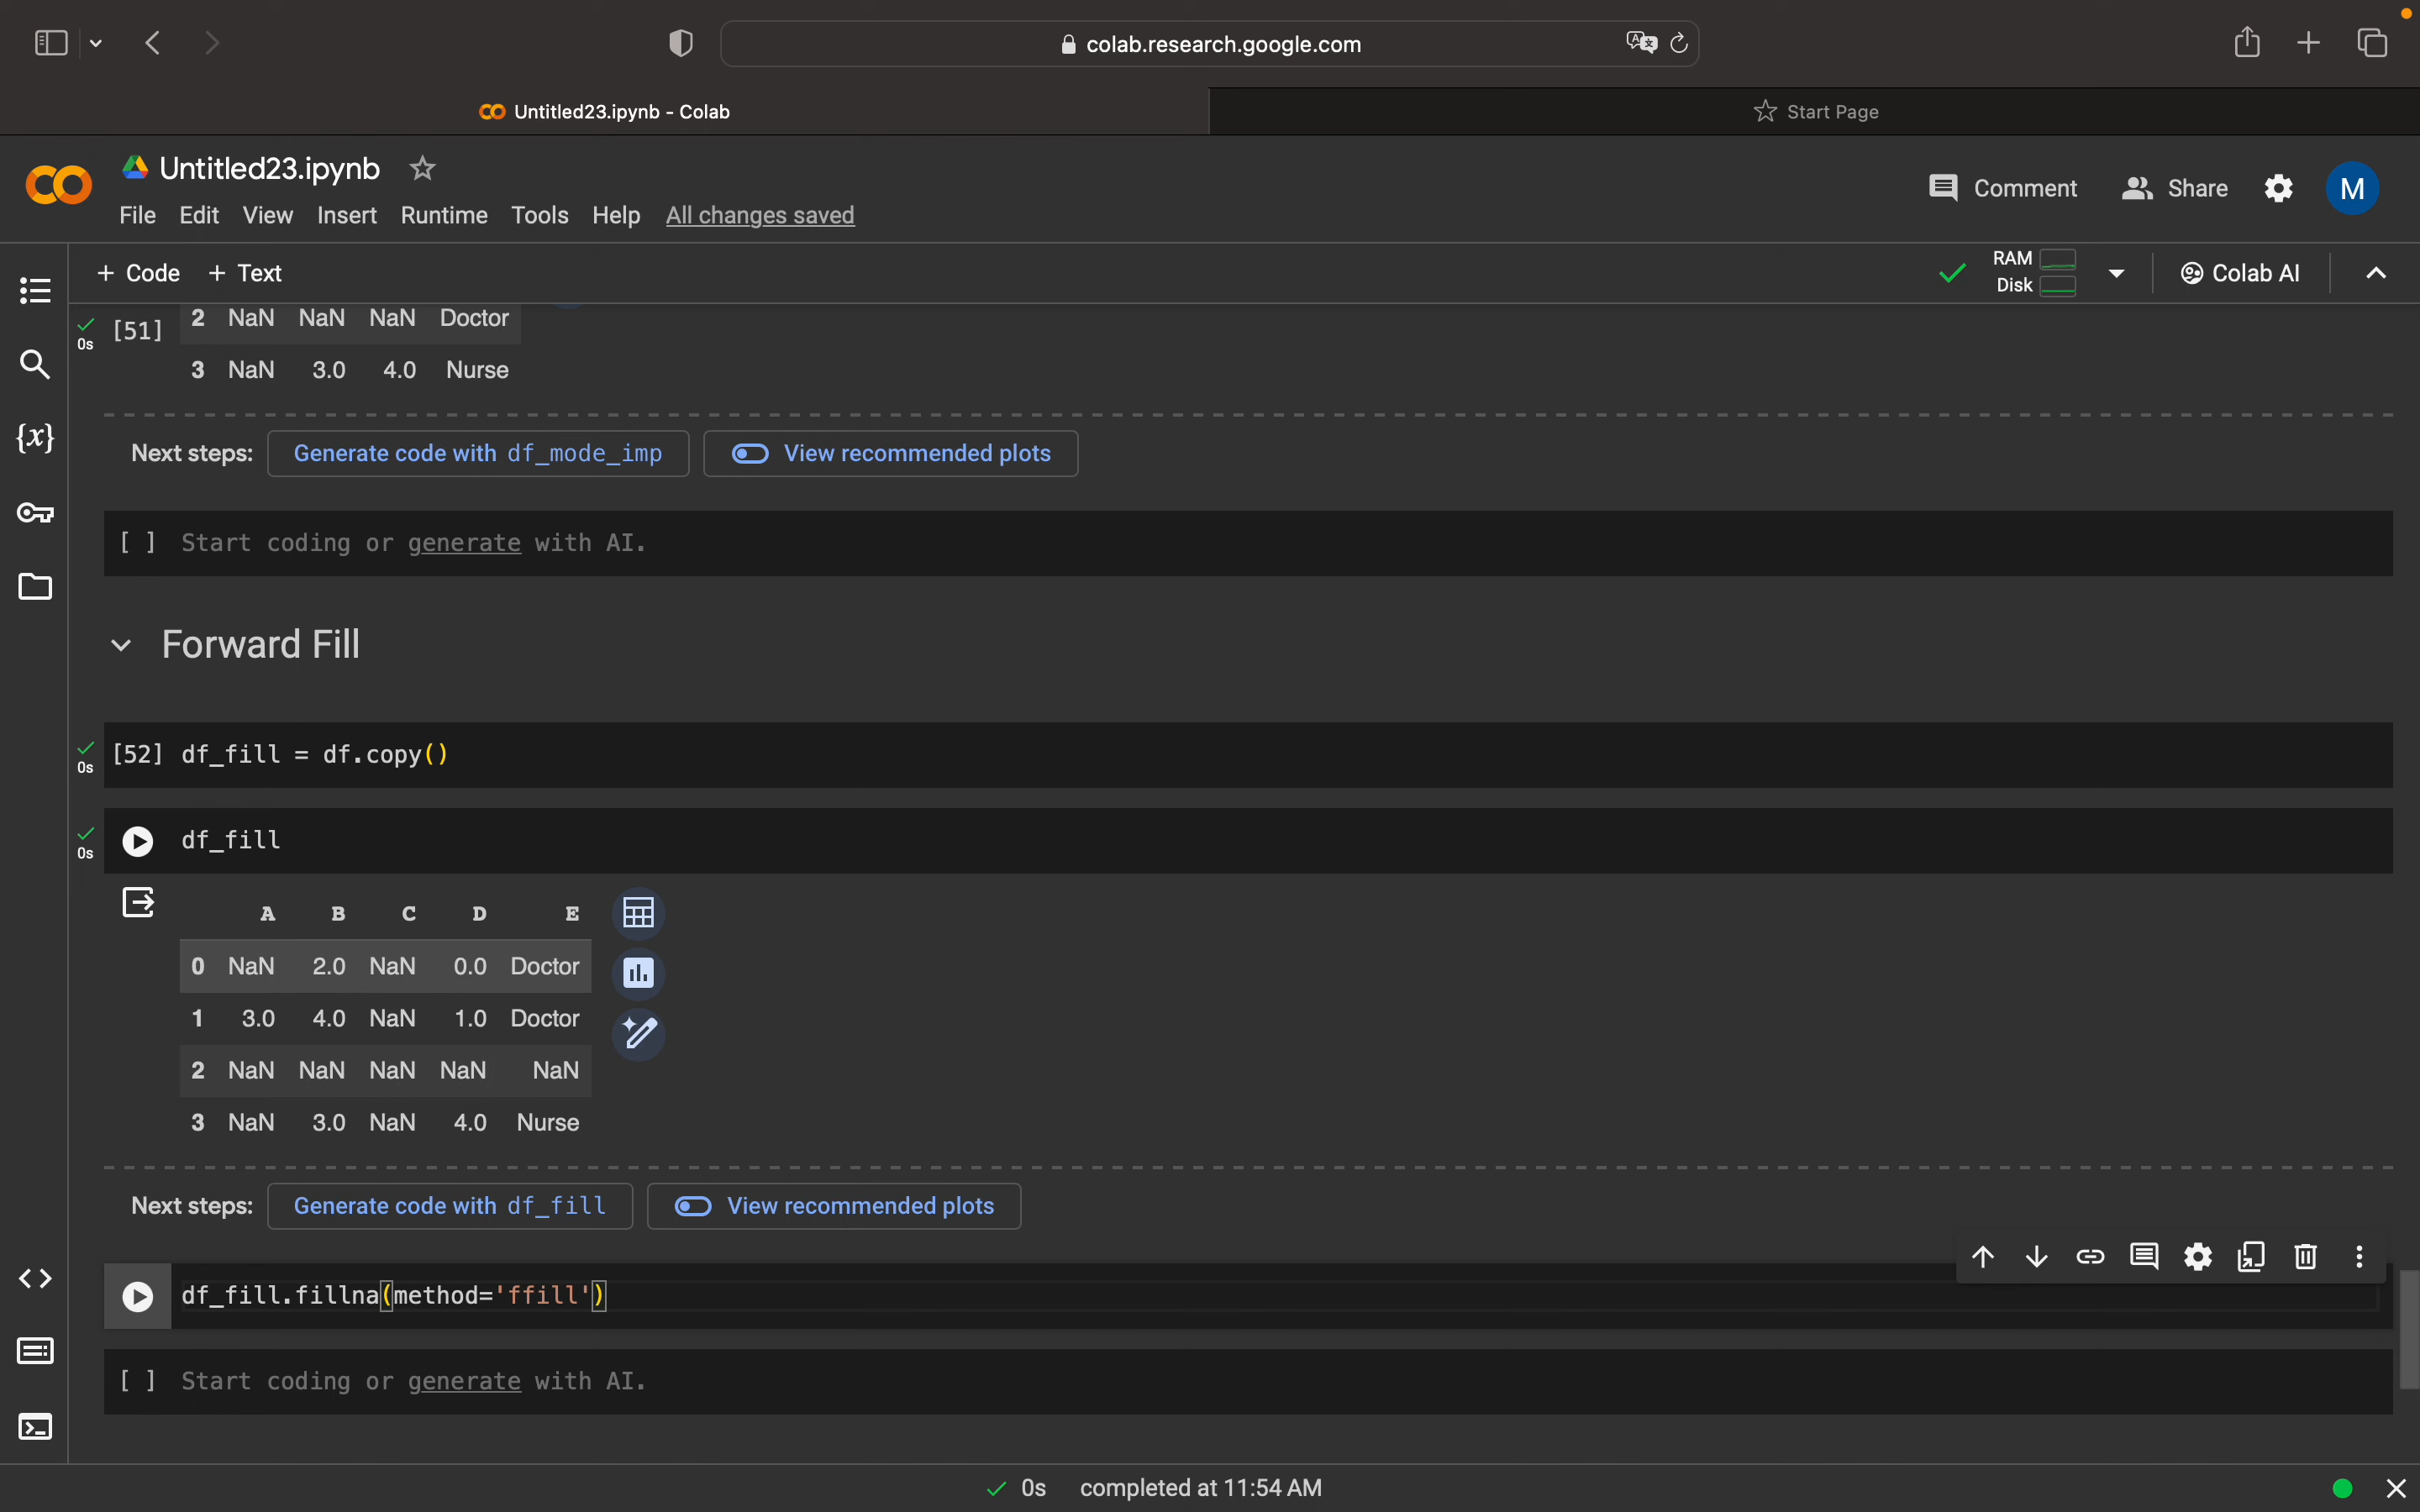 colab.research.google.com
Untitled23.ipynb - Colab
Start Page
Untitled23.ipynb
Comment
Share
M
File Edit View Insert Runtime Tools Help All changes saved
+ Code + Text
RAM
Disk
Colab AI
[51]
0s
2 NaN NaN NaN Doctor
3 NaN 3.0 4.0 Nurse
Next steps: Generate code with df_mode_imp View recommended plots
[ ] Start coding or generate with AI.
Forward Fill
[52] df_fill = df.copy()
0s
df_fill
0s
A B C D E
0 NaN 2.0 NaN 0.0 Doctor
1 3.0 4.0 NaN 1.0 Doctor
2 NaN NaN NaN NaN NaN
3 NaN 3.0 NaN 4.0 Nurse
Next steps: Generate code with df_fill View recommended plots
df_fill.fillna(method='ffill')
[ ] Start coding or generate with AI.
0s completed at 11:54 AM